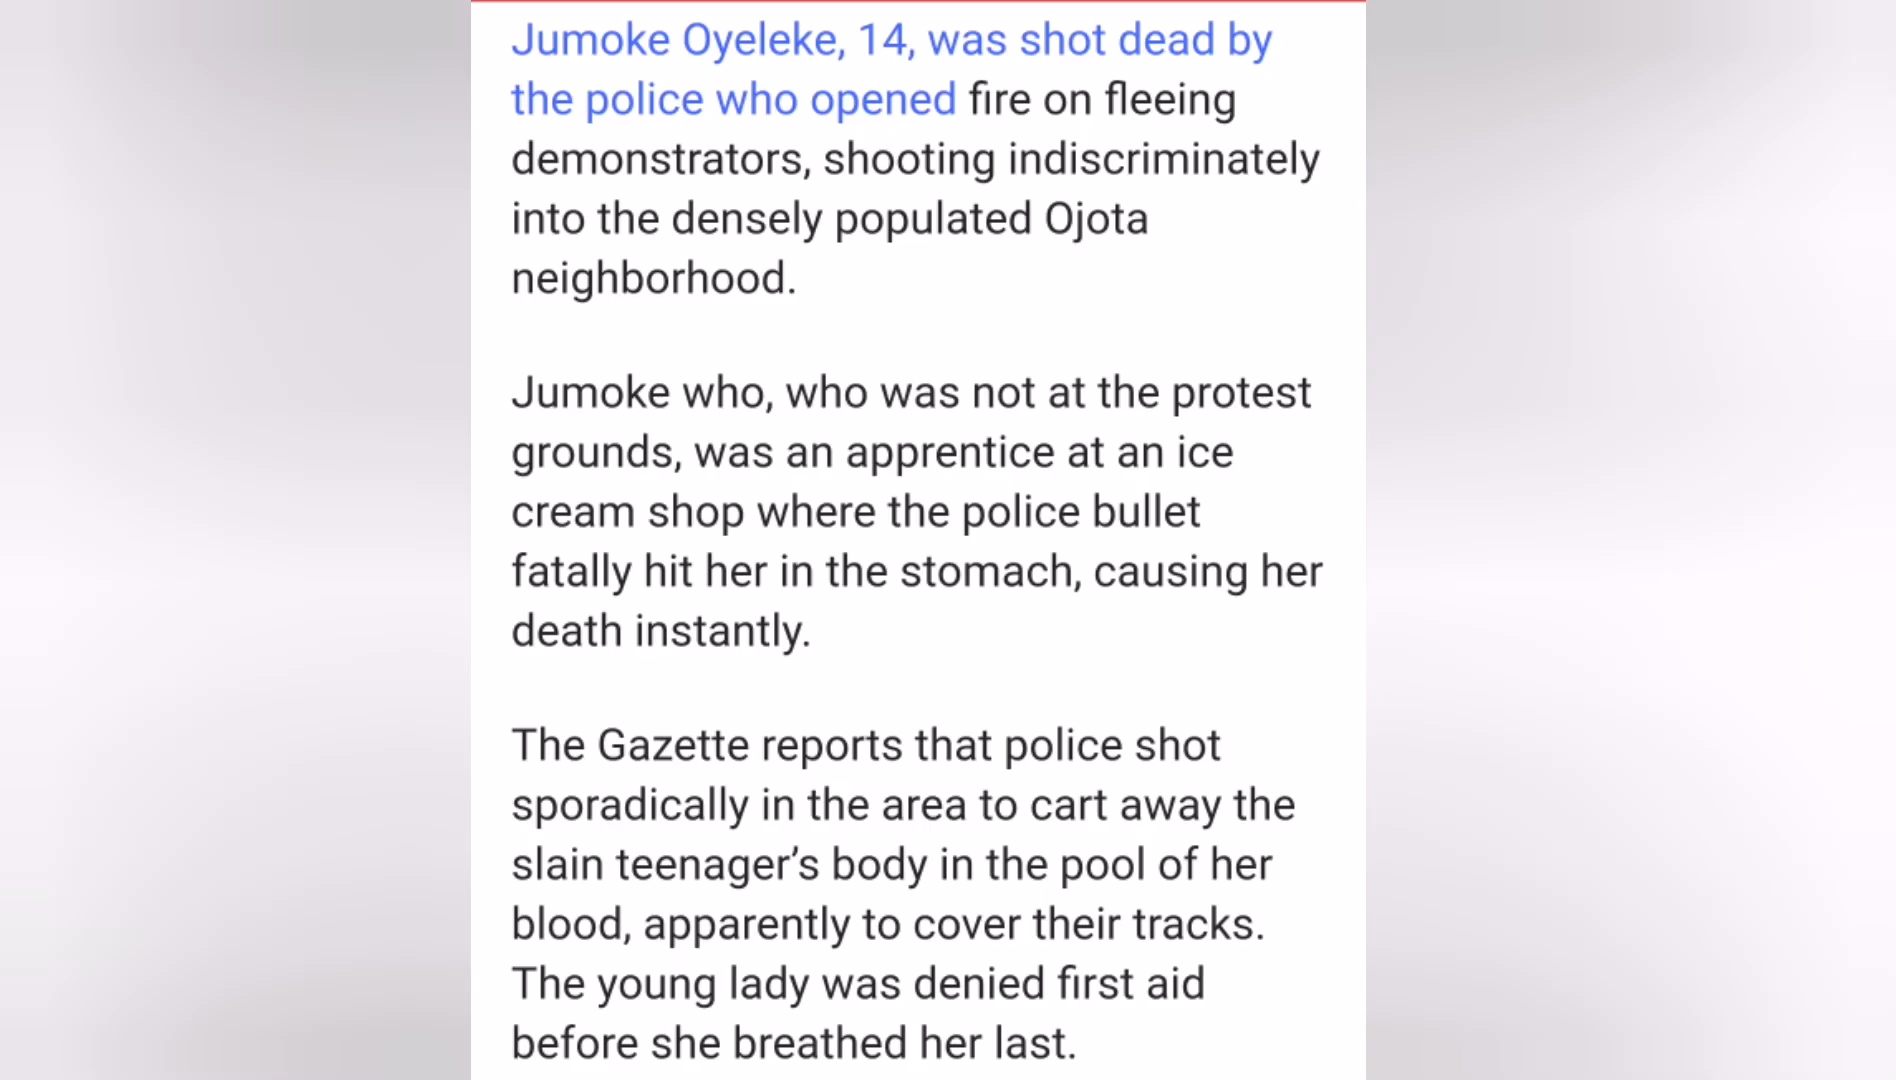 Jumoke Oyeleke, 14, was shot dead by
the police who opened fire on fleeing
demonstrators, shooting indiscriminately
into the densely populated Ojota
neighborhood.
Jumoke who, who was not at the protest
grounds, was an apprentice at an ice
cream shop where the police bullet
fatally hit her in the stomach, causing her
death instantly.
The Gazette reports that police shot
sporadically in the area to cart away the
slain teenager’s body in the pool of her
blood, apparently to cover their tracks.
The young lady was denied first aid
before she breathed her last.